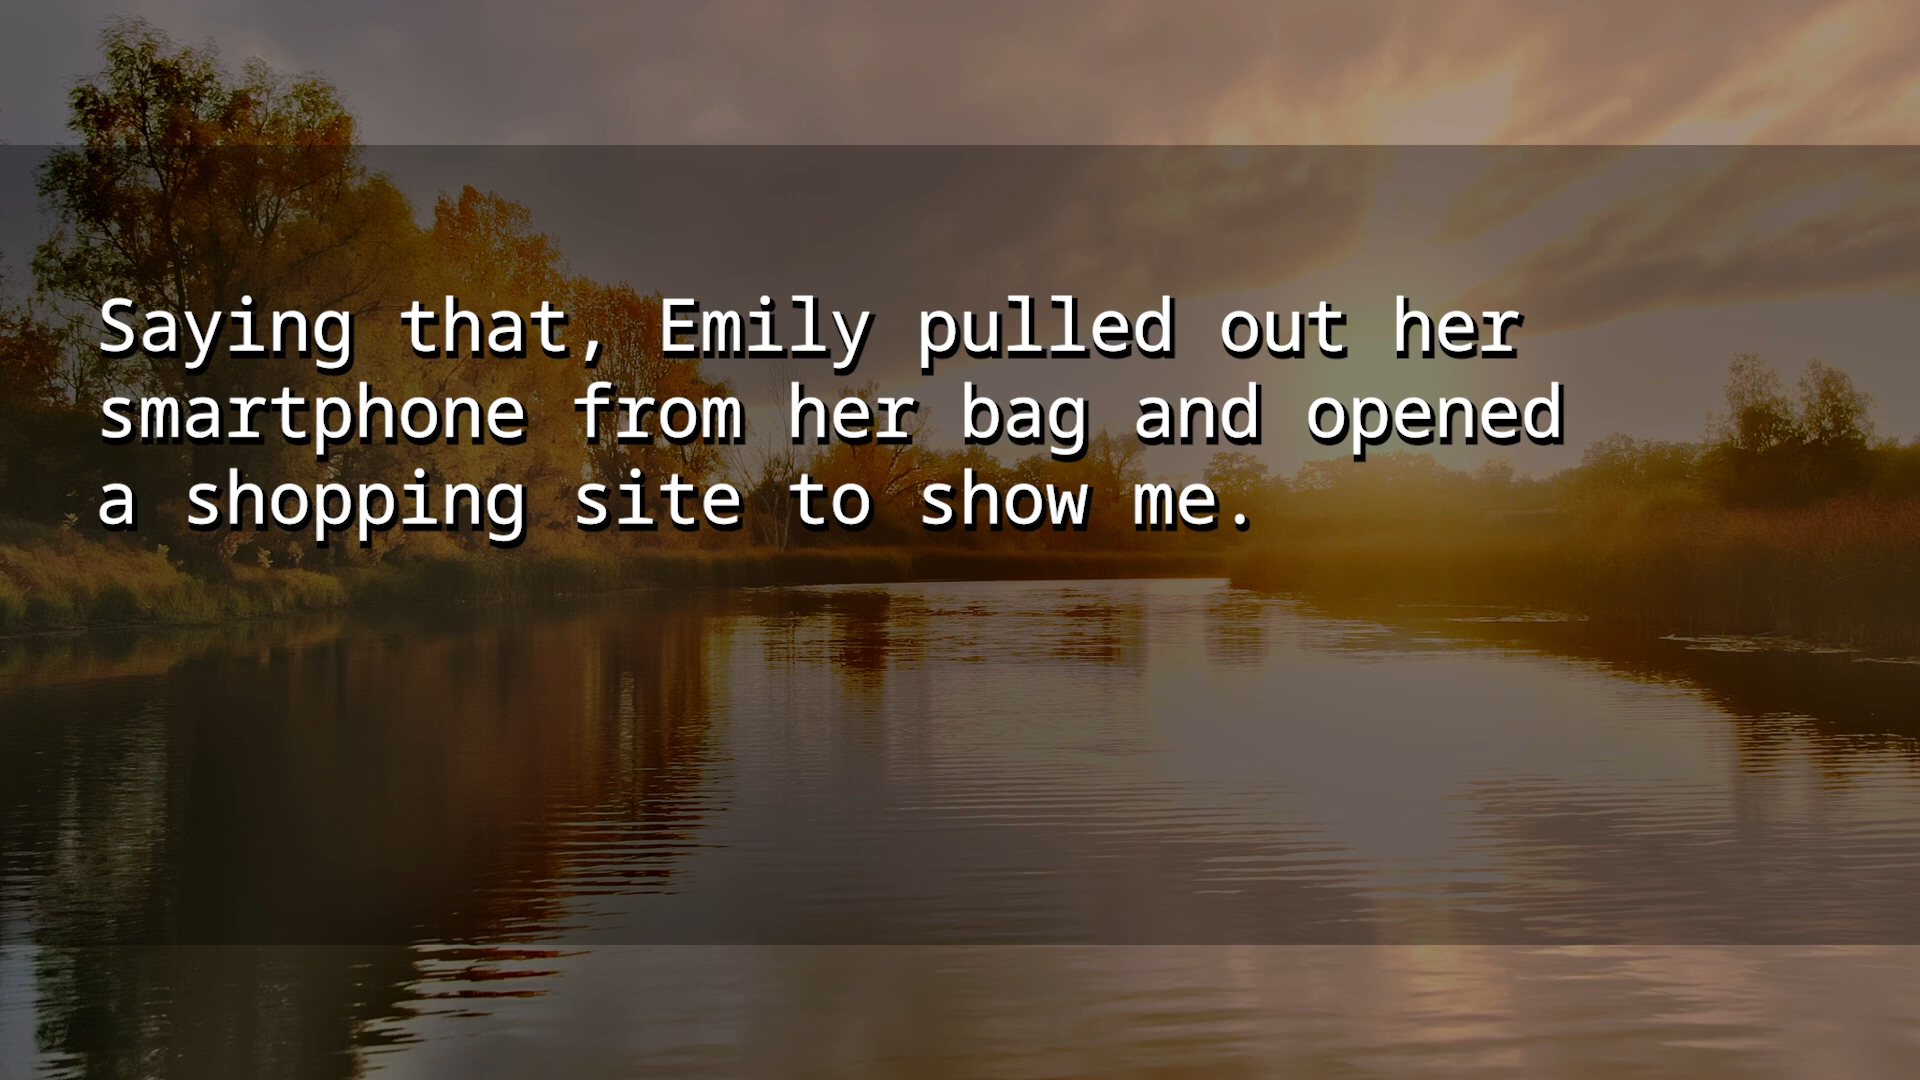 Saying that, Emily pulled out her
smartphone from her bag and opened
a shopping site to show me.